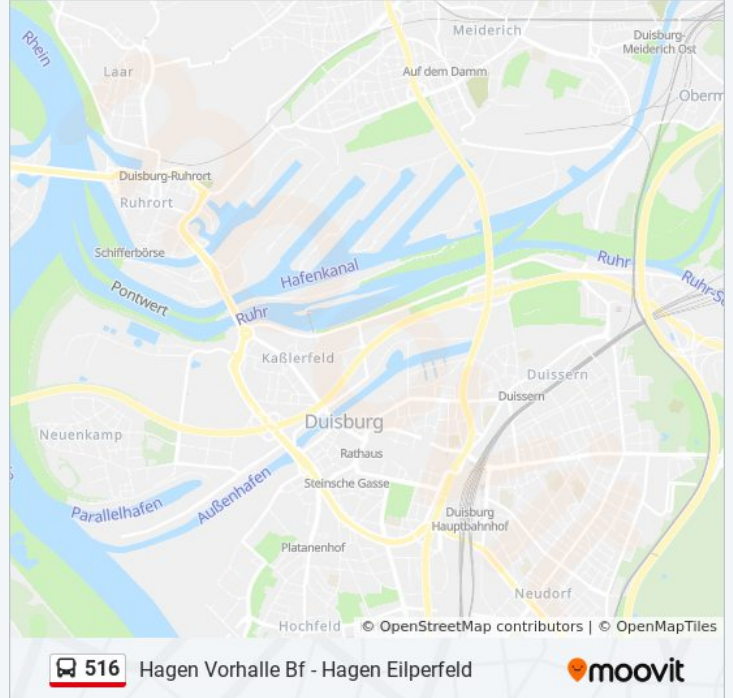 Rhein
Meiderich
Duisburg-
Meiderich Ost
Laar
Auf dem Damm
Oberm
Duisburg-Ruhrort
Ruhrort
Schifferbörse
Hafenkanal
Ruhr
Ruhr-S
Pontwert
Ruhr
Kaßlerfeld
Duissern
Duissern
Duisburg
Neuenkamp
Rathaus
Steinsche Gasse
Außenhafen
Parallelhafen
Duisburg
Hauptbahnhof
Platanenhof
Neudorf
Hochfeld
© OpenStreetMap contributors | © OpenMapTiles
516 Hagen Vorhalle Bf - Hagen Eilperfeld moovit